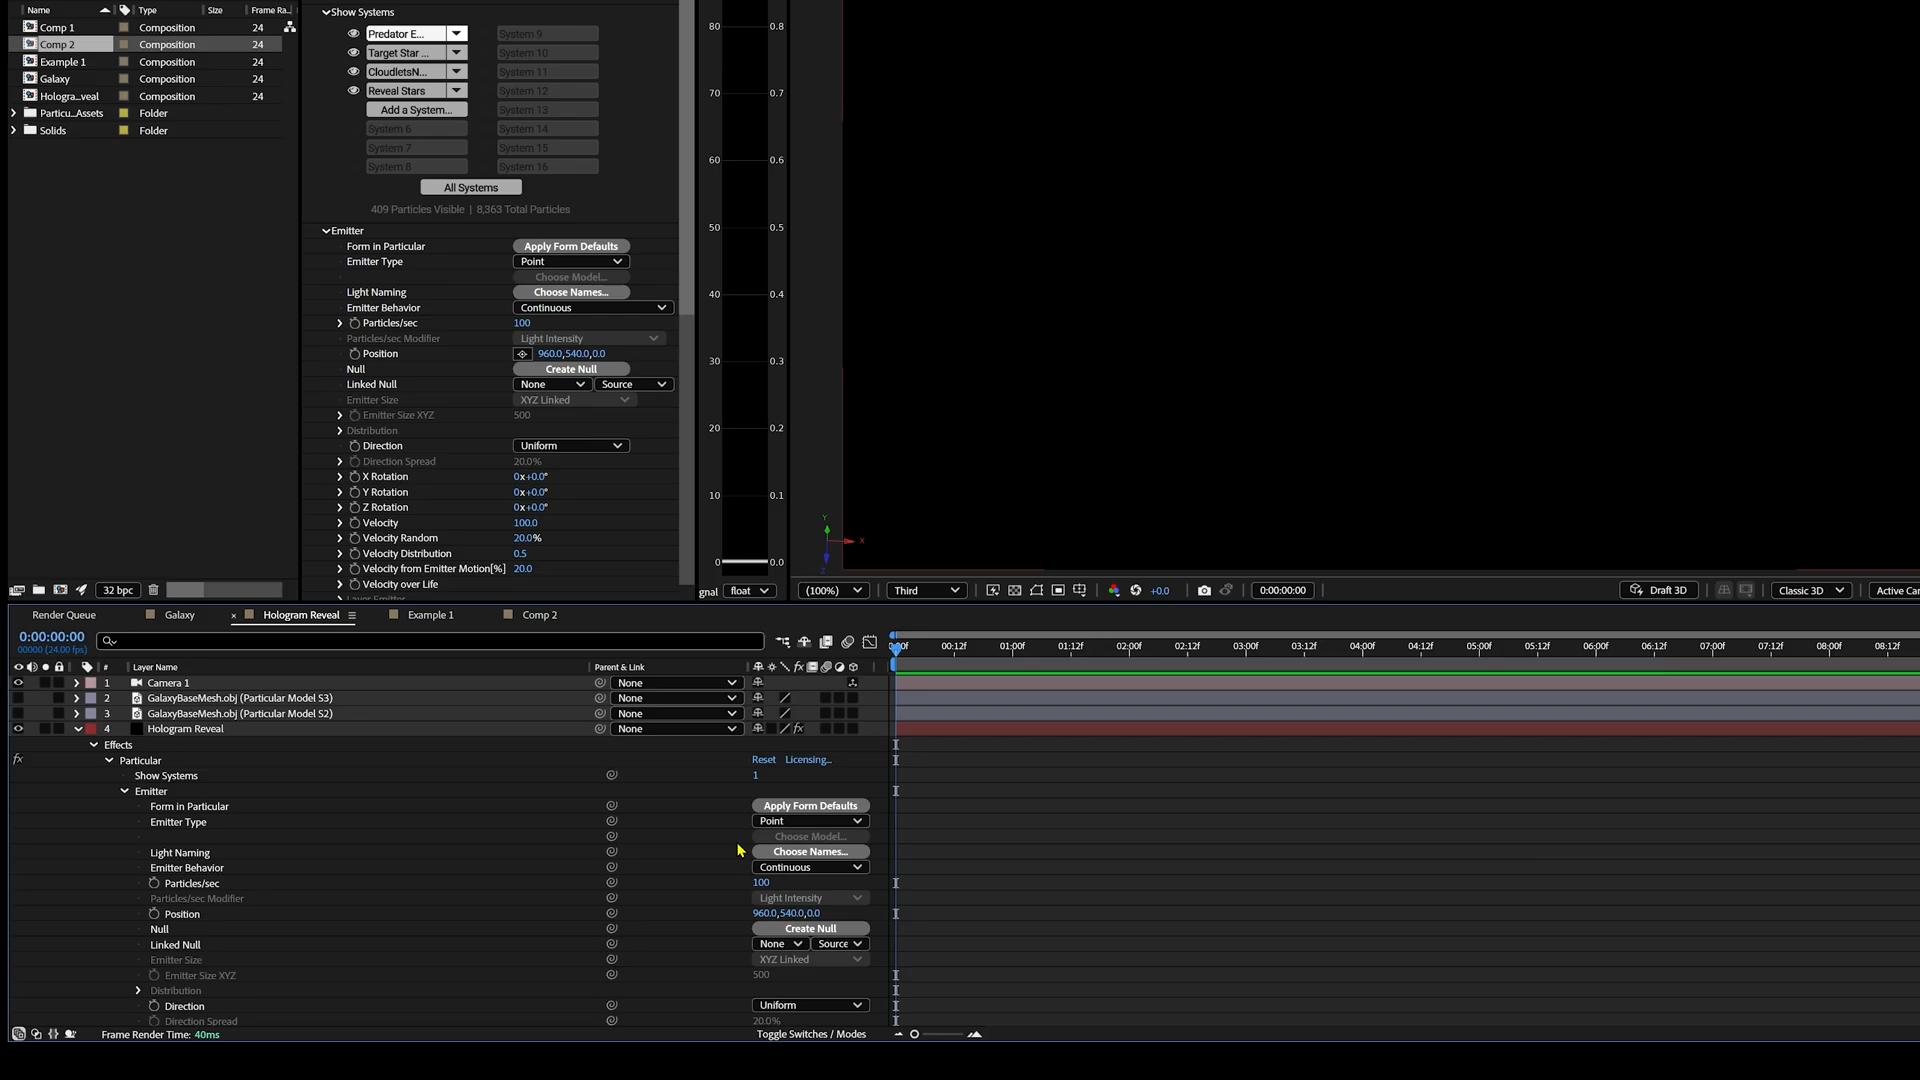 Name Type Size Frame Ra..
Comp 1 Composition 24
Comp 2 Composition 24
Example 1 Composition 24
Galaxy Composition 24
Hologra...veal Composition 24
Particu...Assets Folder
Solids Folder
32 bpc
Show Systems
Predator E... System 9
Target Star ... System 10
CloudletsN... System 11
Reveal Stars System 12
Add a System... System 13
System 6 System 14
System 7 System 15
System 8 System 16
All Systems
409 Particles Visible | 8,363 Total Particles
Emitter
Form in Particular Apply Form Defaults
Emitter Type Point
Choose Model...
Light Naming Choose Names...
Emitter Behavior Continuous
Particles/sec 100
Particles/sec Modifier Light Intensity
Position 960.0,540.0,0.0
Null Create Null
Linked Null None Source
Emitter Size XYZ Linked
Emitter Size XYZ 500
Distribution
Direction Uniform
Direction Spread 20.0%
X Rotation 0x+0.0°
Y Rotation 0x+0.0°
Z Rotation 0x+0.0°
Velocity 100.0
Velocity Random 20.0%
Velocity Distribution 0.5
Velocity from Emitter Motion[%] 20.0
Velocity over Life
Layer Emitter
80 0.8
70 0.7
60 0.6
50 0.5
40 0.4
30 0.3
20 0.2
10 0.1
0 0.0
gnal float
Y
X
Z
(100%) Third +0.0 0:00:00:00 Draft 3D Classic 3D Active Car
Render Queue Galaxy × Hologram Reveal Example 1 Comp 2
0:00:00:00
00000 (24.00 fps)
00f 00:12f 01:00f 01:12f 02:00f 02:12f 03:00f 03:12f 04:00f 04:12f 05:00f 05:12f 06:00f 06:12f 07:00f 07:12f 08:00f 08:12f
# Layer Name Parent & Link fx
1 Camera 1 None
2 GalaxyBaseMesh.obj (Particular Model S3) None
3 GalaxyBaseMesh.obj (Particular Model S2) None
4 Hologram Reveal None fx
Effects
fx Particular Reset Licensing...
Show Systems 1
Emitter
Form in Particular Apply Form Defaults
Emitter Type Point
Choose Model...
Light Naming Choose Names...
Emitter Behavior Continuous
Particles/sec 100
Particles/sec Modifier Light Intensity
Position 960.0,540.0,0.0
Null Create Null
Linked Null None Source
Emitter Size XYZ Linked
Emitter Size XYZ 500
Distribution
Direction Uniform
Direction Spread 20.0%
Frame Render Time: 40ms Toggle Switches / Modes